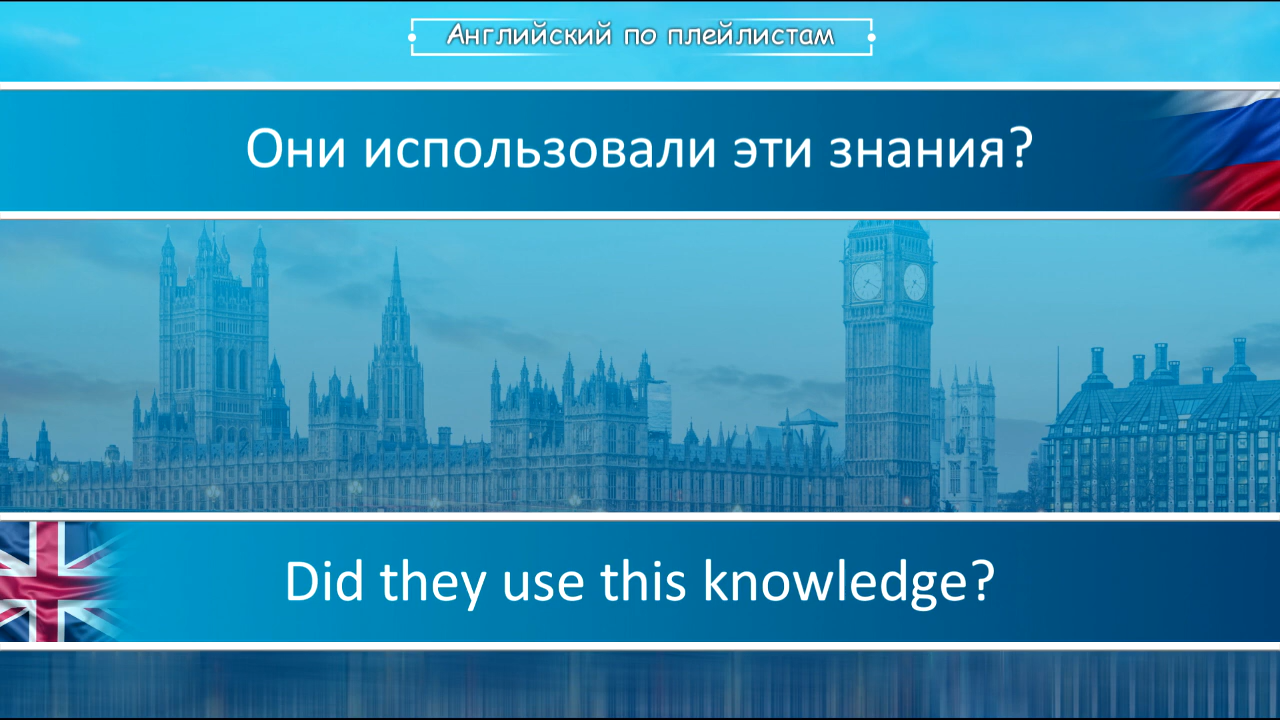 Английский по плейлистам
Они использовали эти знания?
Did they use this knowledge?